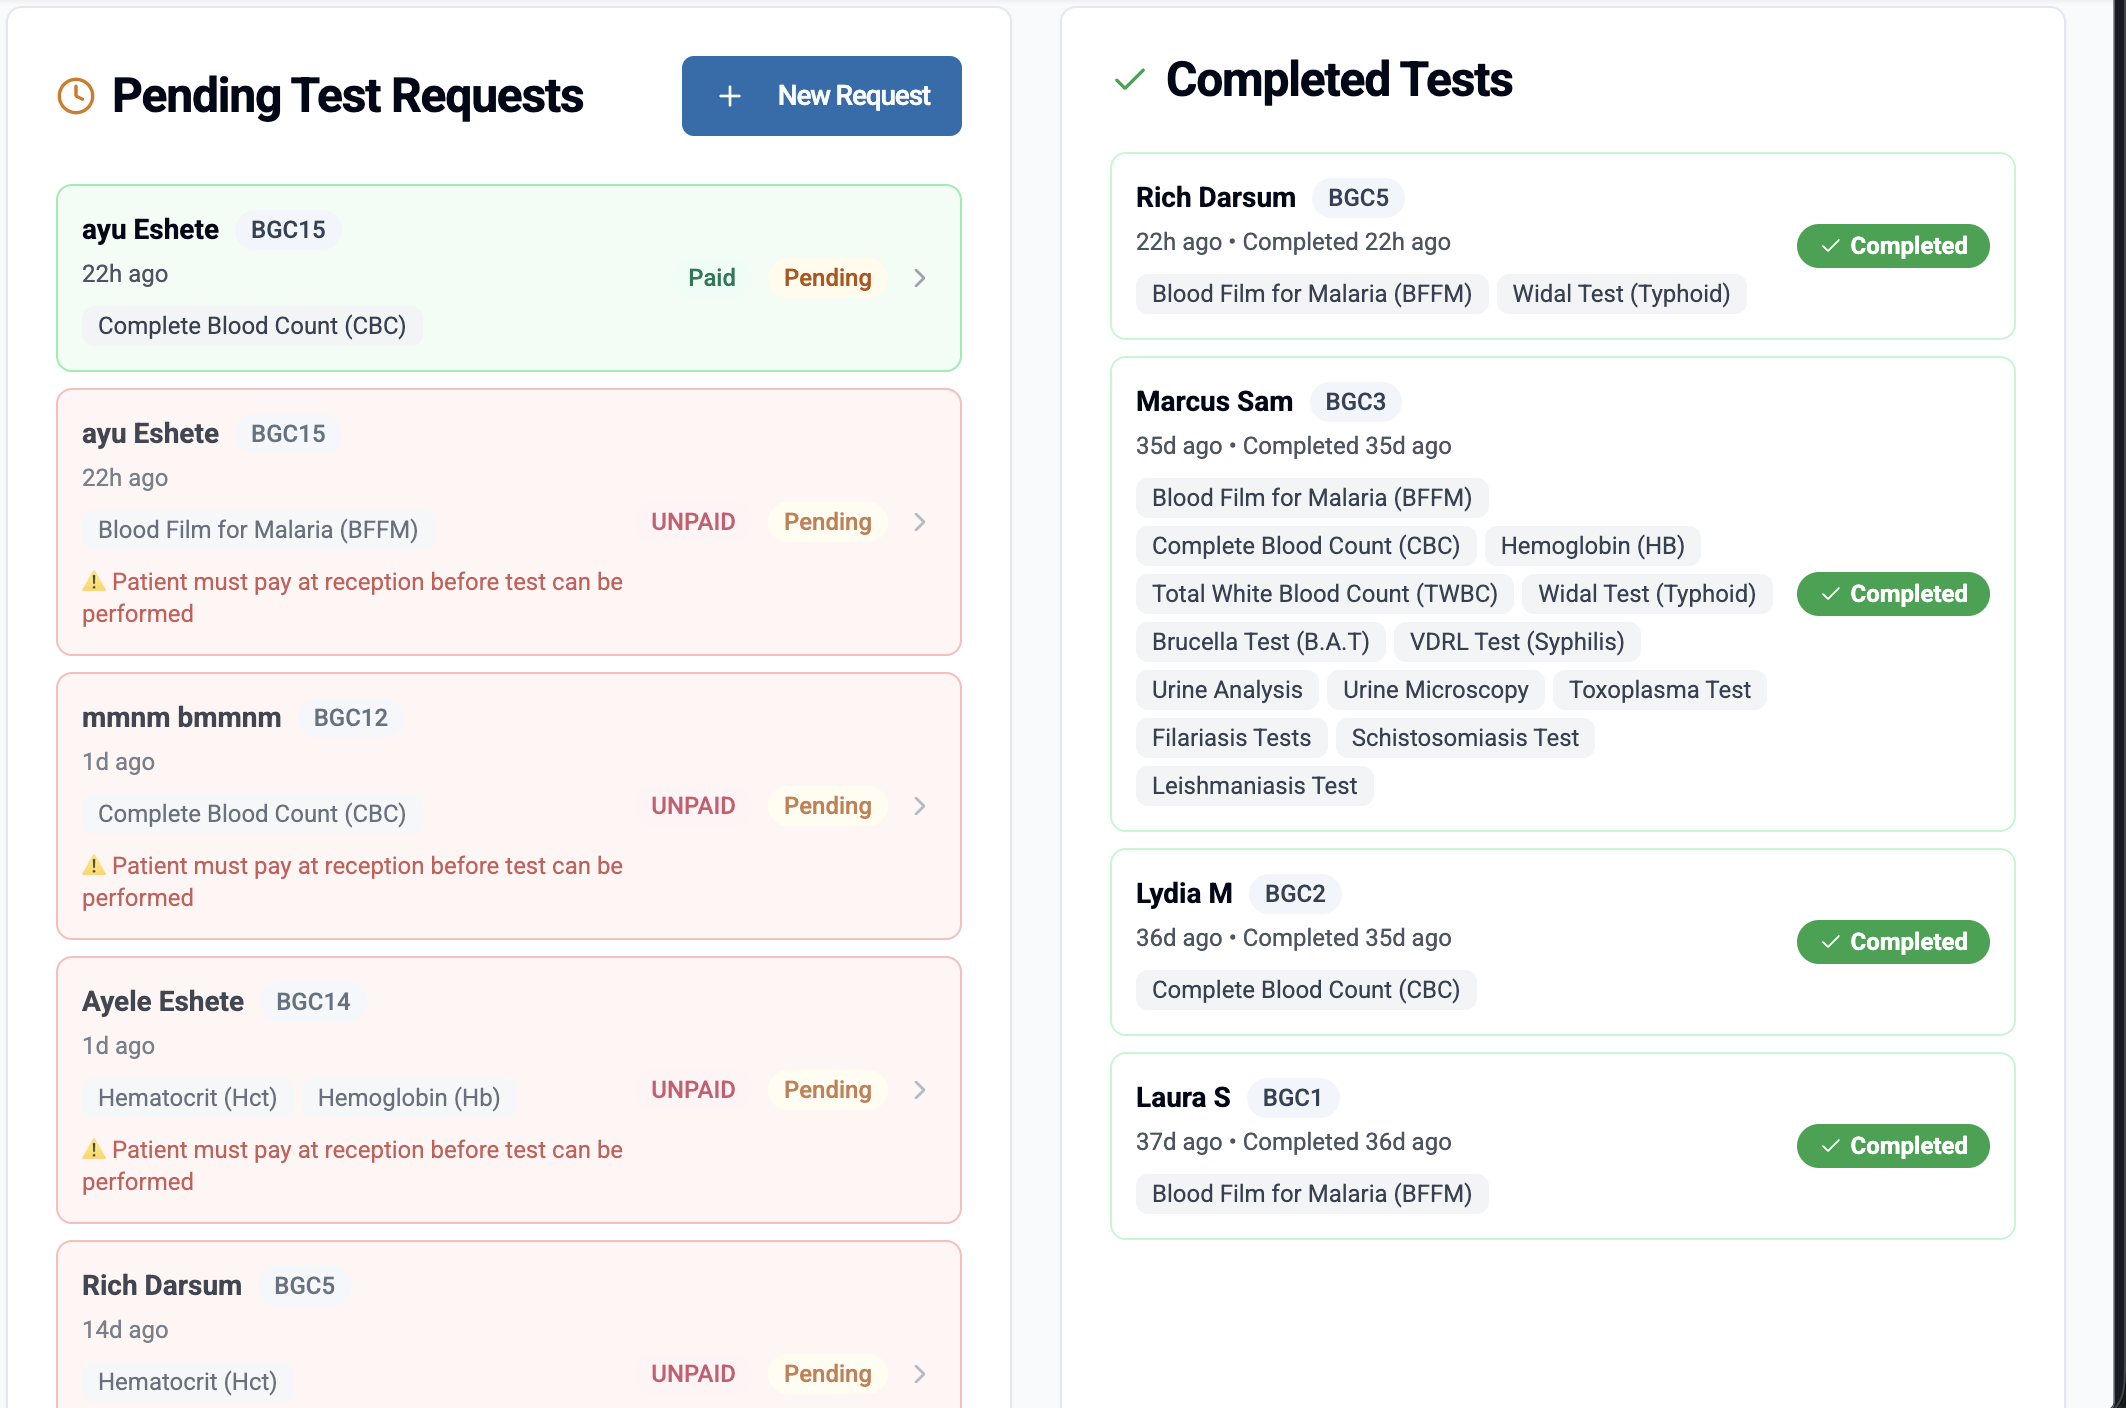 Pending Test Requests
+ New Request
ayu Eshete BGC15
22h ago
Paid Pending
Complete Blood Count (CBC)
ayu Eshete BGC15
22h ago
Blood Film for Malaria (BFFM)
UNPAID Pending
Patient must pay at reception before test can be
performed
mmnm bmmnm BGC12
1d ago
Complete Blood Count (CBC)
UNPAID Pending
Patient must pay at reception before test can be
performed
Ayele Eshete BGC14
1d ago
Hematocrit (Hct) Hemoglobin (Hb)
UNPAID Pending
Patient must pay at reception before test can be
performed
Rich Darsum BGC5
14d ago
Hematocrit (Hct)
UNPAID Pending
Completed Tests
Rich Darsum BGC5
22h ago • Completed 22h ago
Completed
Blood Film for Malaria (BFFM) Widal Test (Typhoid)
Marcus Sam BGC3
35d ago • Completed 35d ago
Blood Film for Malaria (BFFM)
Complete Blood Count (CBC) Hemoglobin (HB)
Total White Blood Count (TWBC) Widal Test (Typhoid)
Completed
Brucella Test (B.A.T) VDRL Test (Syphilis)
Urine Analysis Urine Microscopy Toxoplasma Test
Filariasis Tests Schistosomiasis Test
Leishmaniasis Test
Lydia M BGC2
36d ago • Completed 35d ago
Completed
Complete Blood Count (CBC)
Laura S BGC1
37d ago • Completed 36d ago
Completed
Blood Film for Malaria (BFFM)